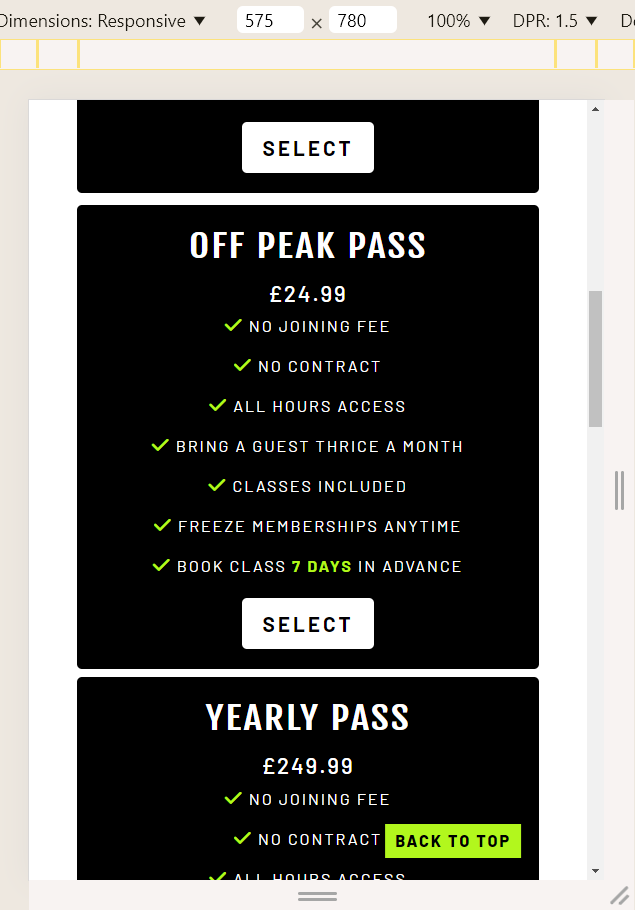 Dimensions: Responsive ▼ 575 × 780 100% ▼ DPR: 1.5 ▼
SELECT
OFF PEAK PASS
£24.99
NO JOINING FEE
NO CONTRACT
ALL HOURS ACCESS
BRING A GUEST THRICE A MONTH
CLASSES INCLUDED
FREEZE MEMBERSHIPS ANYTIME
BOOK CLASS 7 DAYS IN ADVANCE
SELECT
YEARLY PASS
£249.99
NO JOINING FEE
NO CONTRACT
BACK TO TOP
ALL HOURS ACCESS